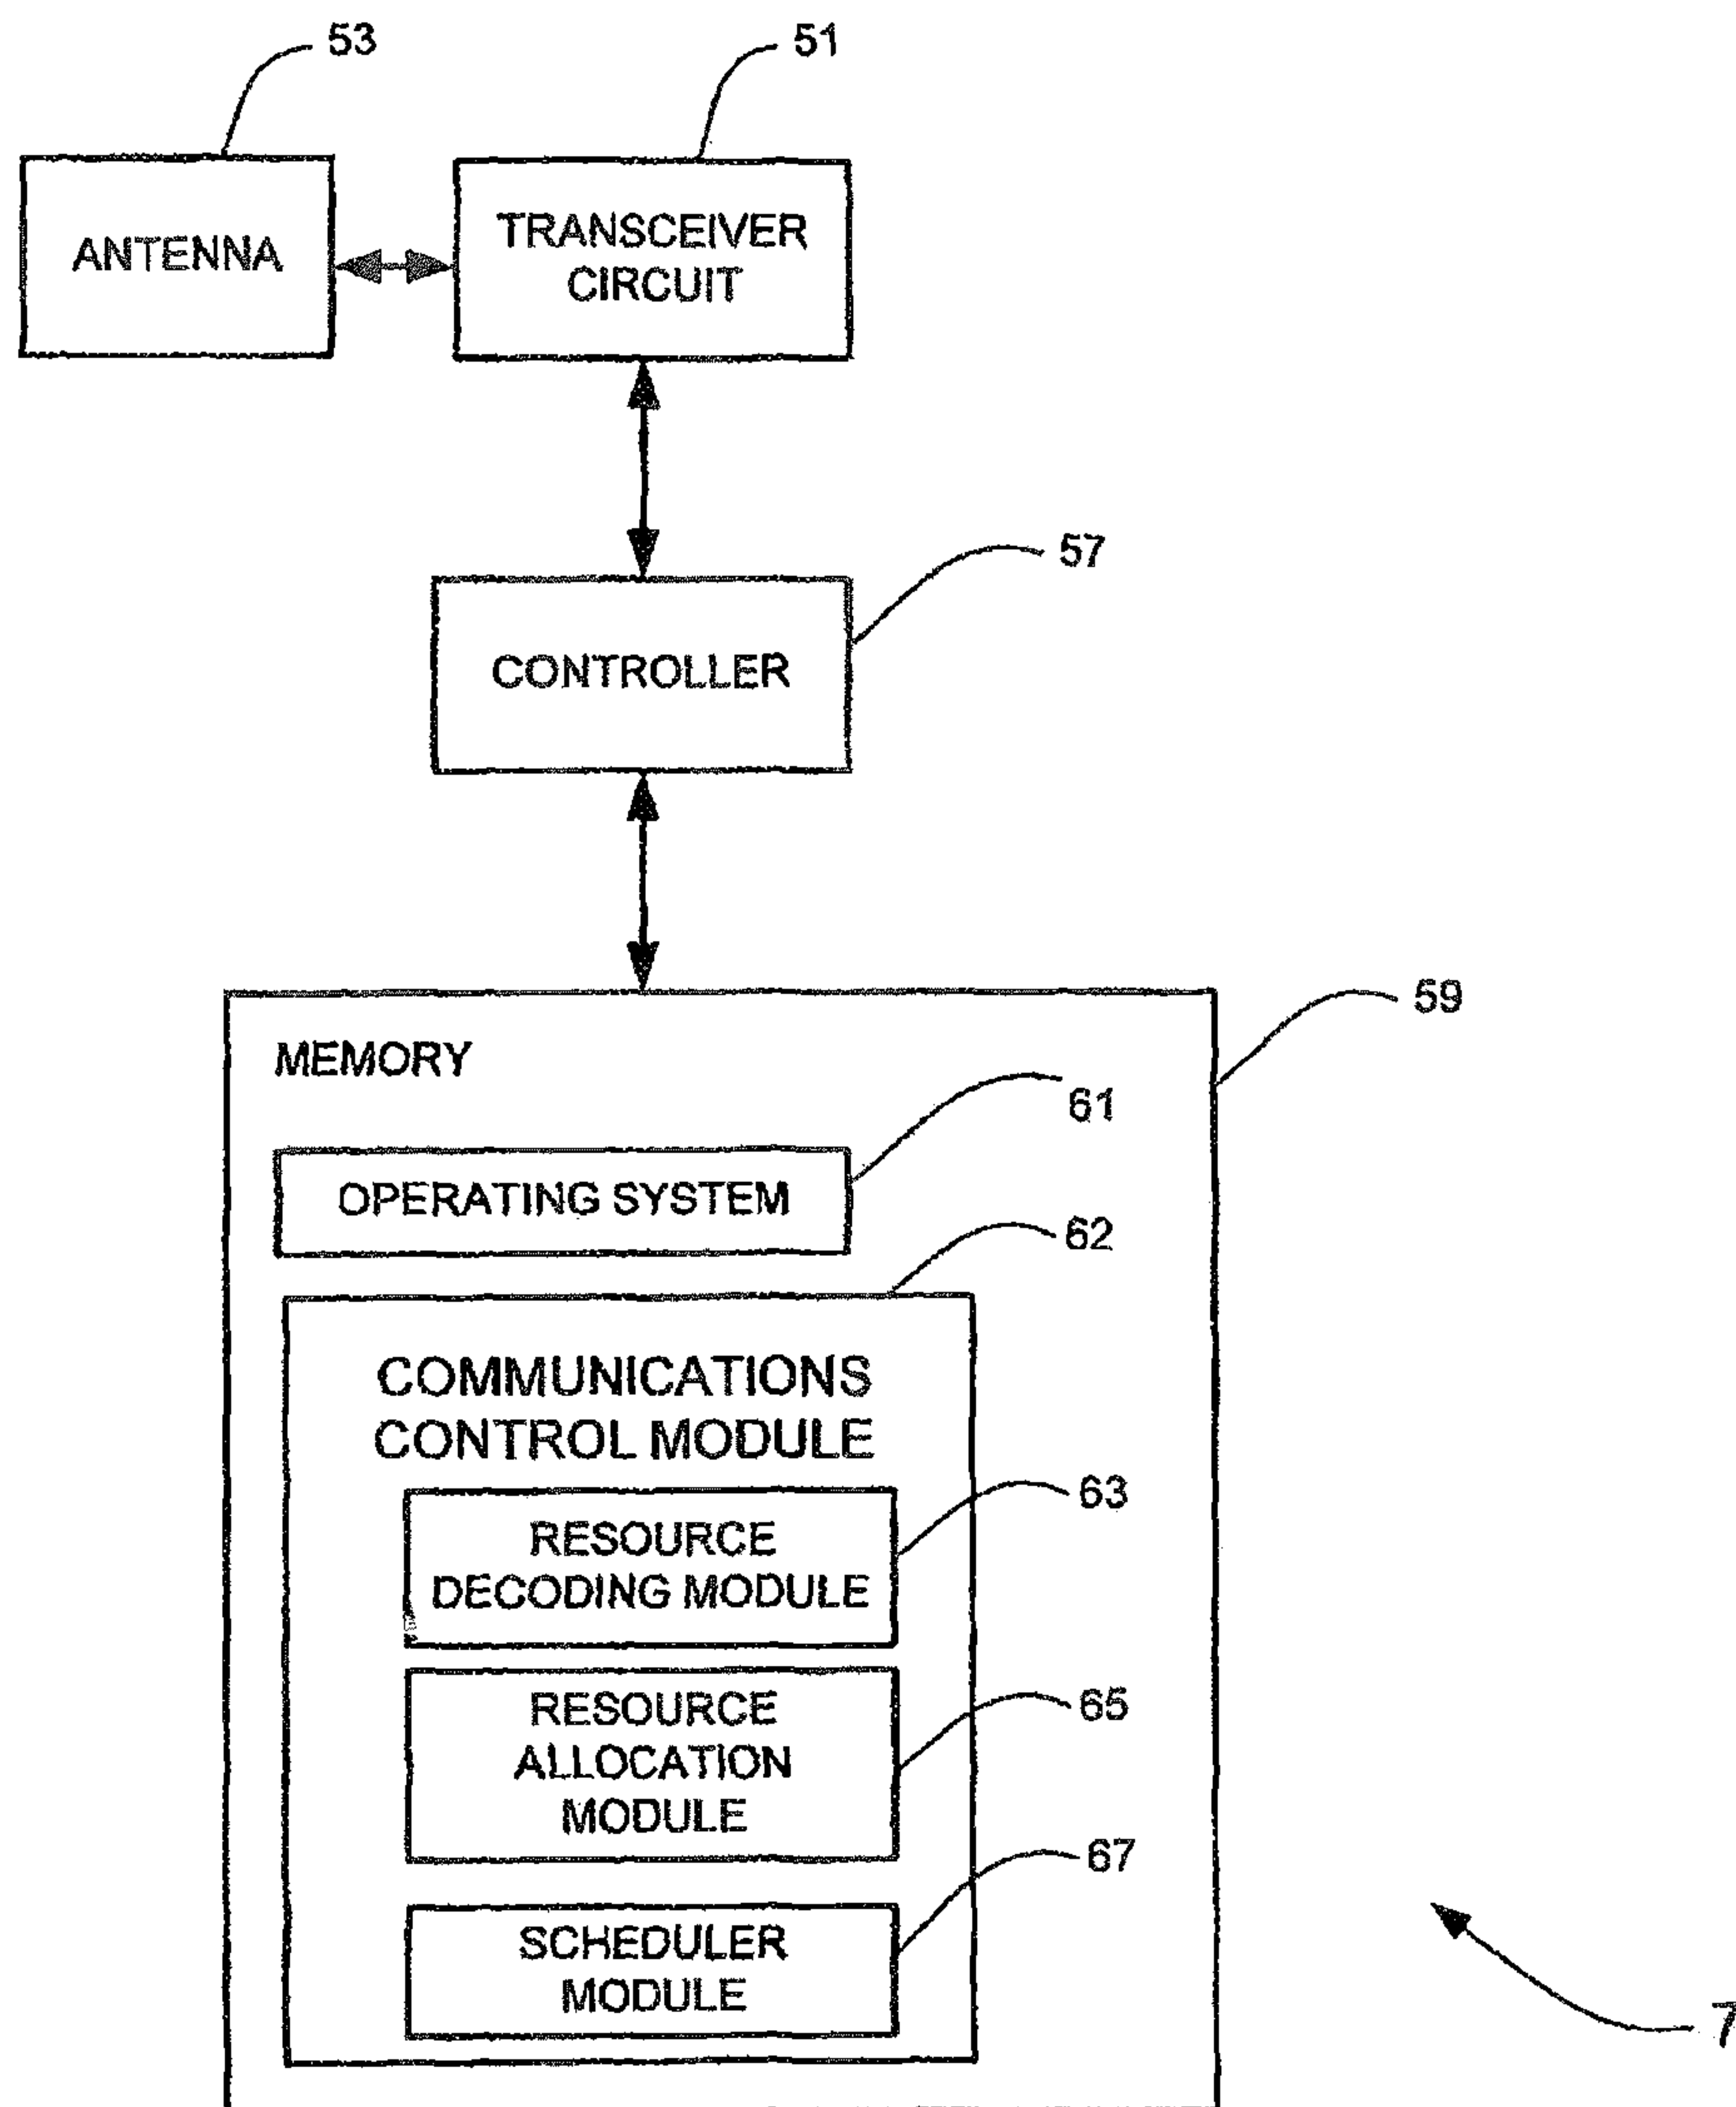 53
51
ANTENNA
TRANSCEIVER
CIRCUIT
57
CONTROLLER
59
MEMORY
61
OPERATING SYSTEM
62
COMMUNICATIONS
CONTROL MODULE
63
RESOURCE
DECODING MODULE
65
RESOURCE
ALLOCATION
MODULE
67
SCHEDULER
MODULE
7